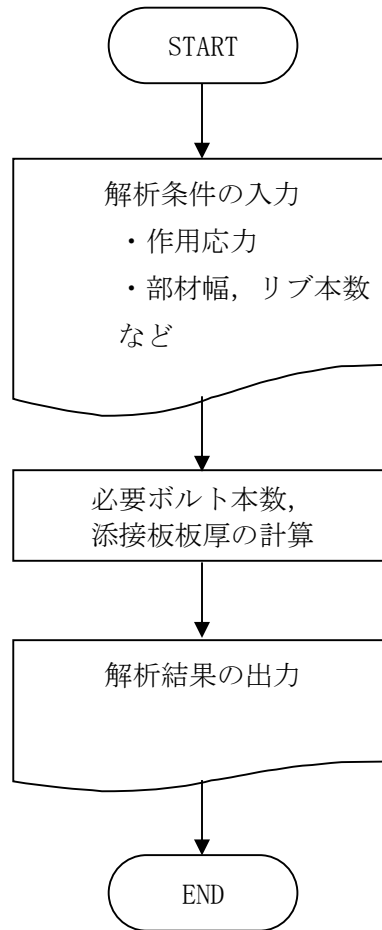 START
解析条件の入力
・作用応力
・部材幅，リブ本数
など
必要ボルト本数，
添接板板厚の計算
解析結果の出力
END